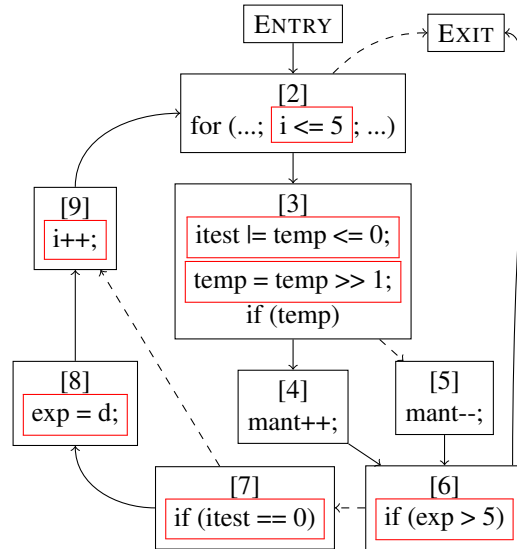 ENTRY
EXIT
[2]
for (...; i <= 5 ; ...)
[3]
itest |= temp <= 0;
temp = temp >> 1;
if (temp)
[9]
i++;
[4]
mant++;
[5]
mant--;
[8]
exp = d;
[7]
if (itest == 0)
[6]
if (exp > 5)